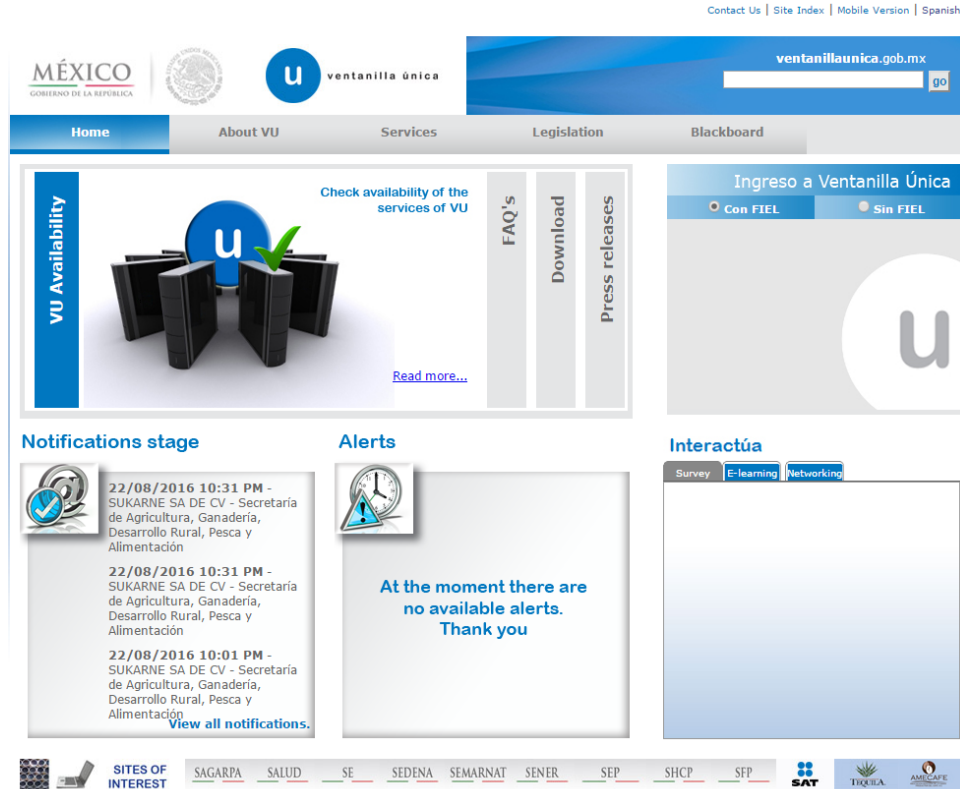 Contact Us | Site Index | Mobile Version | Spanish
MÉXICO
GOBIERNO DE LA REPÚBLICA
u
ventanilla única
ventanillaunica.gob.mx
go
Home
About VU
Services
Legislation
Blackboard
VU Availability
Check availability of the
services of VU
u
Read more...
FAQ's
Download
Press releases
Ingreso a Ventanilla Única
Con FIEL
Sin FIEL
u
Notifications stage
22/08/2016 10:31 PM -
SUKARNE SA DE CV - Secretaría
de Agricultura, Ganadería,
Desarrollo Rural, Pesca y
Alimentación
22/08/2016 10:31 PM -
SUKARNE SA DE CV - Secretaría
de Agricultura, Ganadería,
Desarrollo Rural, Pesca y
Alimentación
22/08/2016 10:01 PM -
SUKARNE SA DE CV - Secretaría
de Agricultura, Ganadería,
Desarrollo Rural, Pesca y
Alimentación
View all notifications.
Alerts
At the moment there are
no available alerts.
Thank you
Interactúa
Survey
E-learning
Networking
SITES OF
INTEREST
SAGARPA
SALUD
SE
SEDENA
SEMARNAT
SENER
SEP
SHCP
SFP
SAT
TEQUILA
AMECAFE